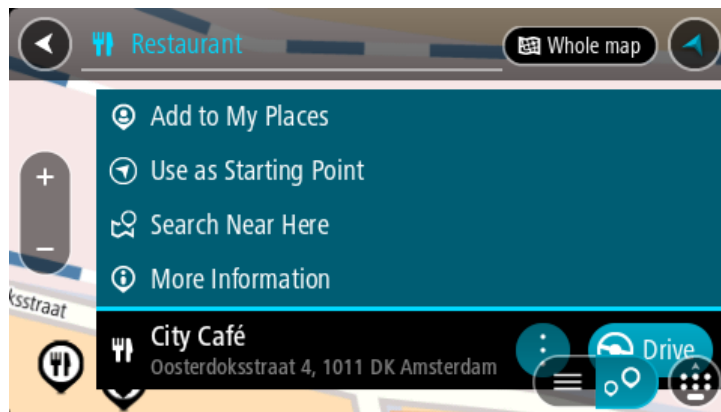 Restaurant
Whole map
Add to My Places
Use as Starting Point
Search Near Here
More Information
ksstraat
City Café
Oosterdoksstraat 4, 1011 DK Amsterdam
Drive